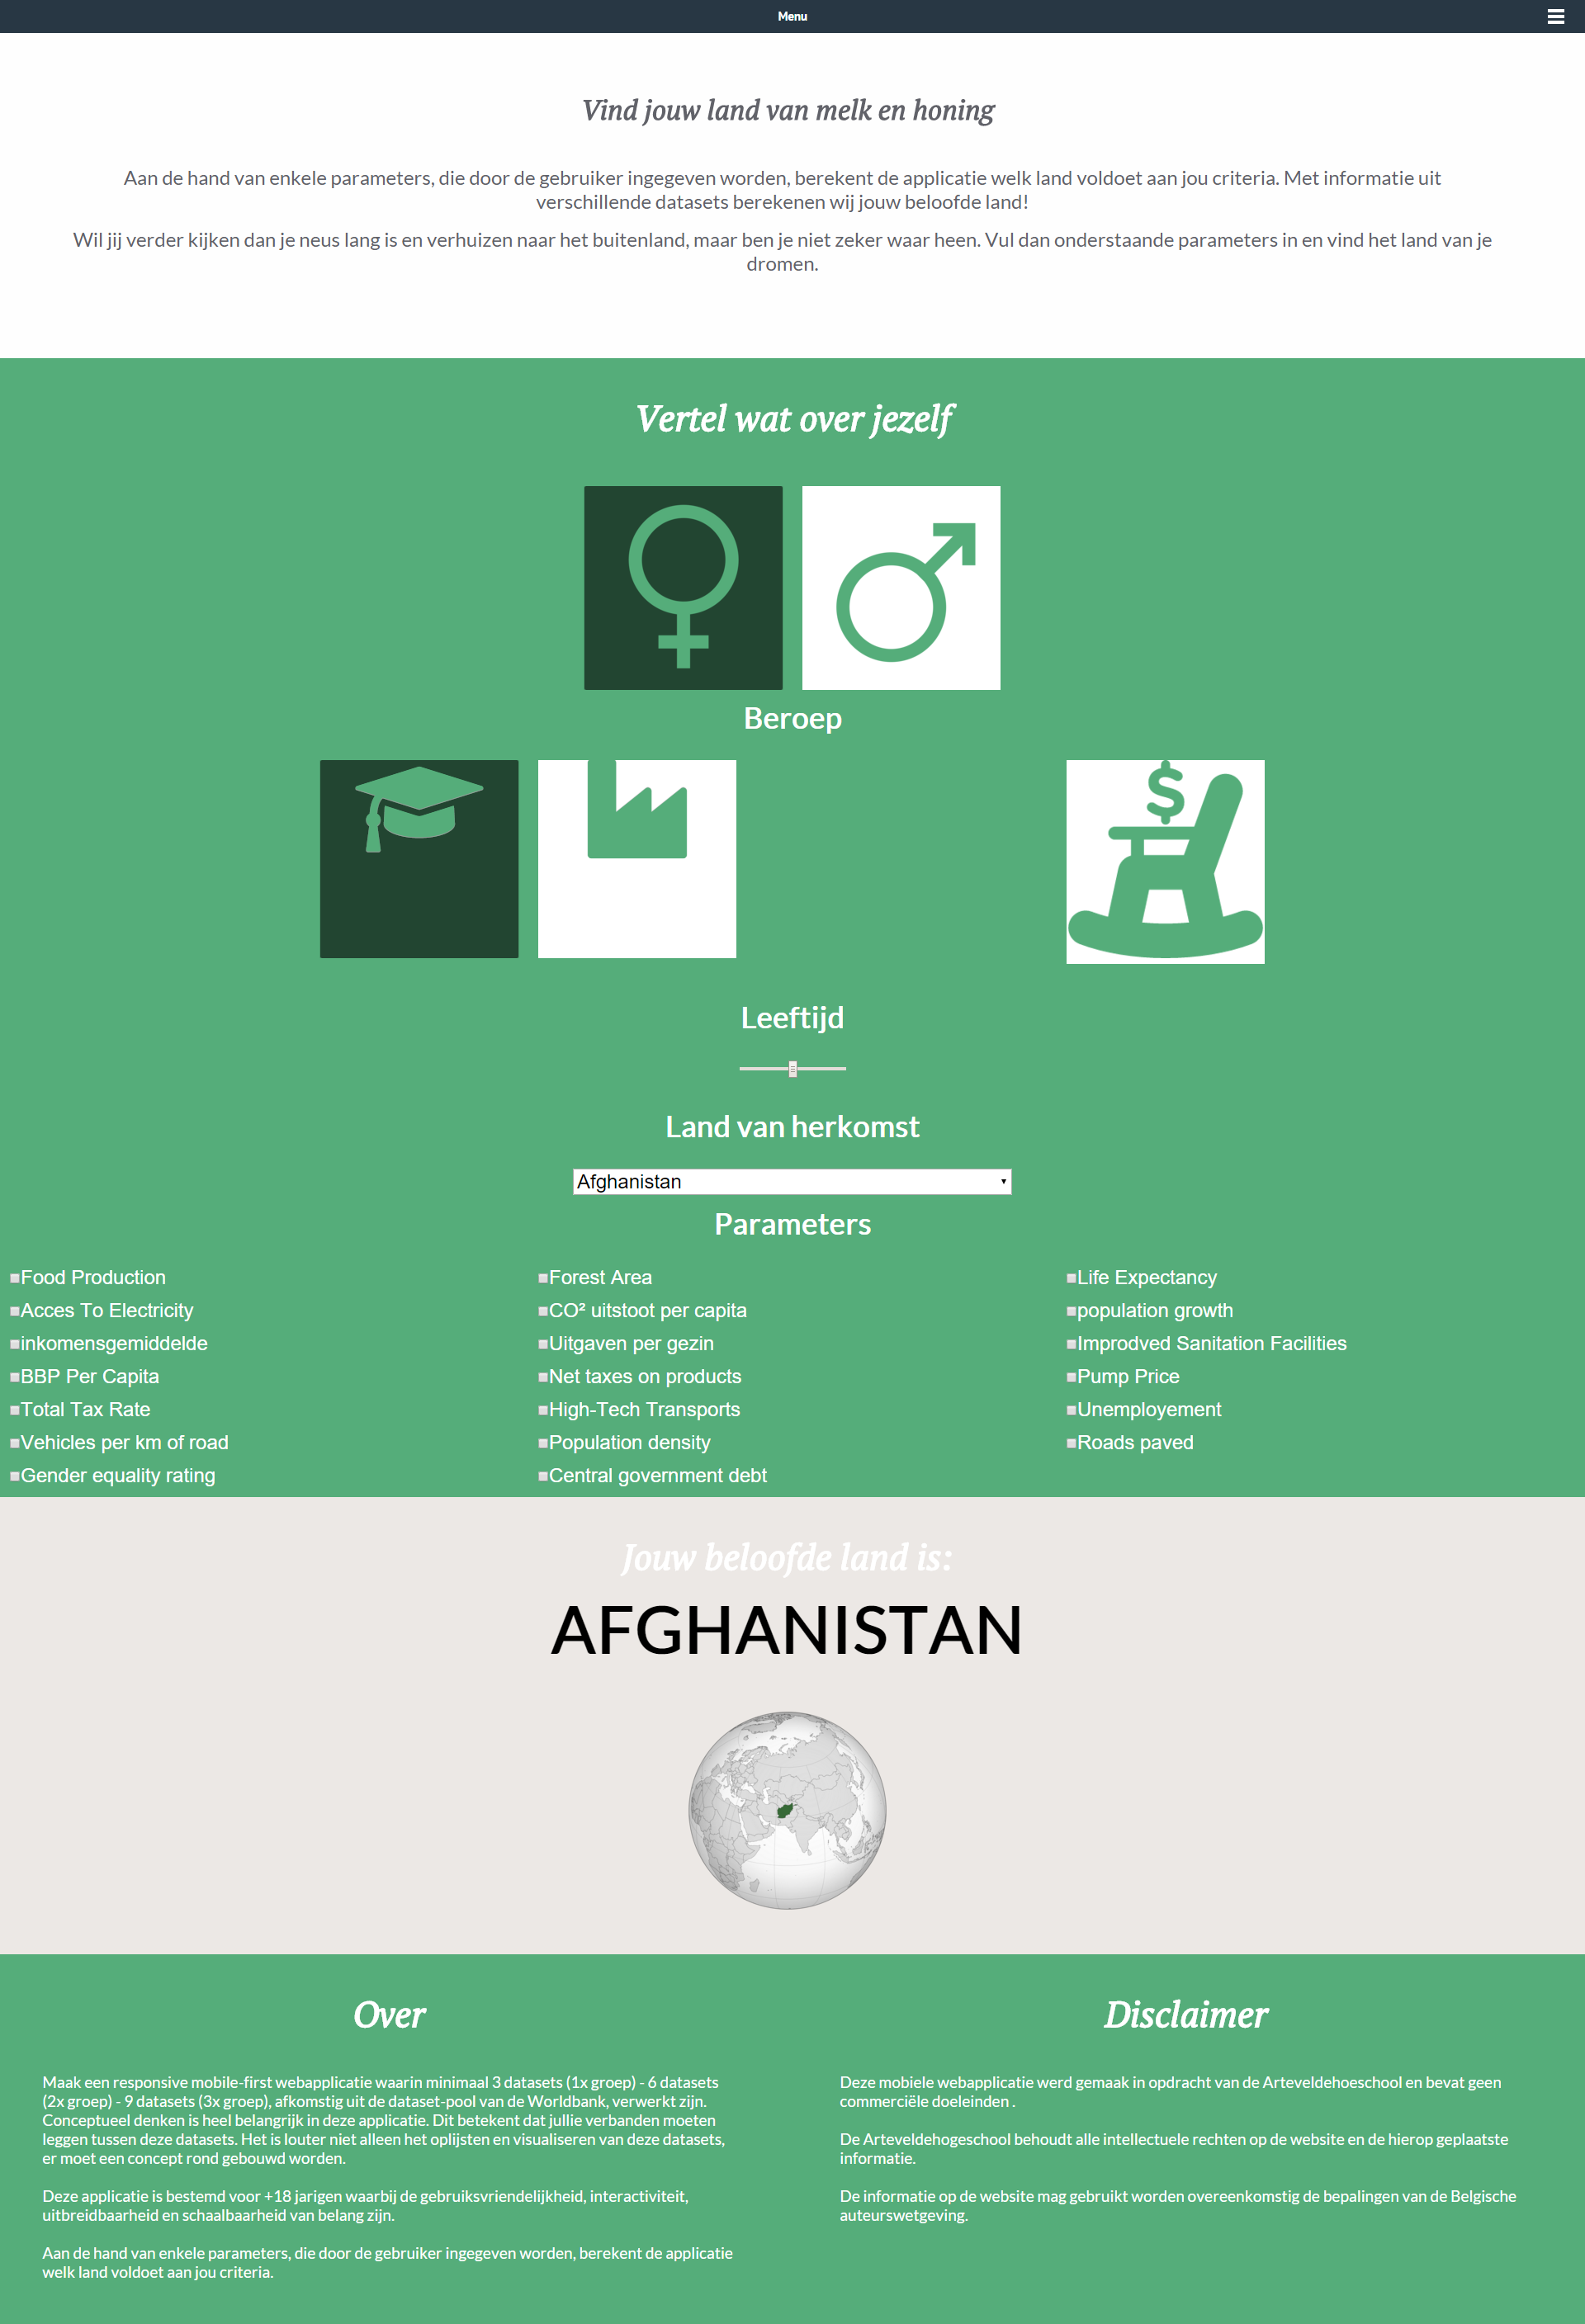 Menu
Vind jouw land van melk en honing
Aan de hand van enkele parameters, die door de gebruiker ingegeven worden, berekent de applicatie welk land voldoet aan jou criteria. Met informatie uit
verschillende datasets berekenen wij jouw beloofde land!
Wil jij verder kijken dan je neus lang is en verhuizen naar het buitenland, maar ben je niet zeker waar heen. Vul dan onderstaande parameters in en vind het land van je
dromen.
Vertel wat over jezelf
Beroep
$
Leeftijd
Land van herkomst
Afghanistan
Parameters
Food Production
Forest Area
Life Expectancy
Acces To Electricity
CO² uitstoot per capita
population growth
inkomensgemiddelde
Uitgaven per gezin
Improdved Sanitation Facilities
BBP Per Capita
Net taxes on products
Pump Price
Total Tax Rate
High-Tech Transports
Unemployement
Vehicles per km of road
Population density
Roads paved
Gender equality rating
Central government debt
Jouw beloofde land is:
AFGHANISTAN
Over
Maak een responsive mobile-first webapplicatie waarin minimaal 3 datasets (1x groep) - 6 datasets
(2x groep) - 9 datasets (3x groep), afkomstig uit de dataset-pool van de Worldbank, verwerkt zijn.
Conceptueel denken is heel belangrijk in deze applicatie. Dit betekent dat jullie verbanden moeten
leggen tussen deze datasets. Het is louter niet alleen het oplijsten en visualiseren van deze datasets,
er moet een concept rond gebouwd worden.
Deze applicatie is bestemd voor +18 jarigen waarbij de gebruiksvriendelijkheid, interactiviteit,
uitbreidbaarheid en schaalbaarheid van belang zijn.
Aan de hand van enkele parameters, die door de gebruiker ingegeven worden, berekent de applicatie
welk land voldoet aan jou criteria.
Disclaimer
Deze mobiele webapplicatie werd gemaak in opdracht van de Arteveldehoeschool en bevat geen
commerciële doeleinden .
De Arteveldehogeschool behoudt alle intellectuele rechten op de website en de hierop geplaatste
informatie.
De informatie op de website mag gebruikt worden overeenkomstig de bepalingen van de Belgische
auteurswetgeving.